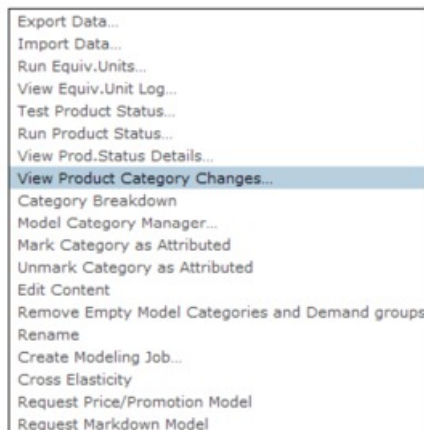 Export Data...
Import Data...
Run Equiv.Units...
View Equiv.Unit Log...
Test Product Status...
Run Product Status...
View Prod.Status Details...
View Product Category Changes...
Category Breakdown
Model Category Manager...
Mark Category as Attributed
Unmark Category as Attributed
Edit Content
Remove Empty Model Categories and Demand groups
Rename
Create Modeling Job...
Cross Elasticity
Request Price/Promotion Model
Request Markdown Model